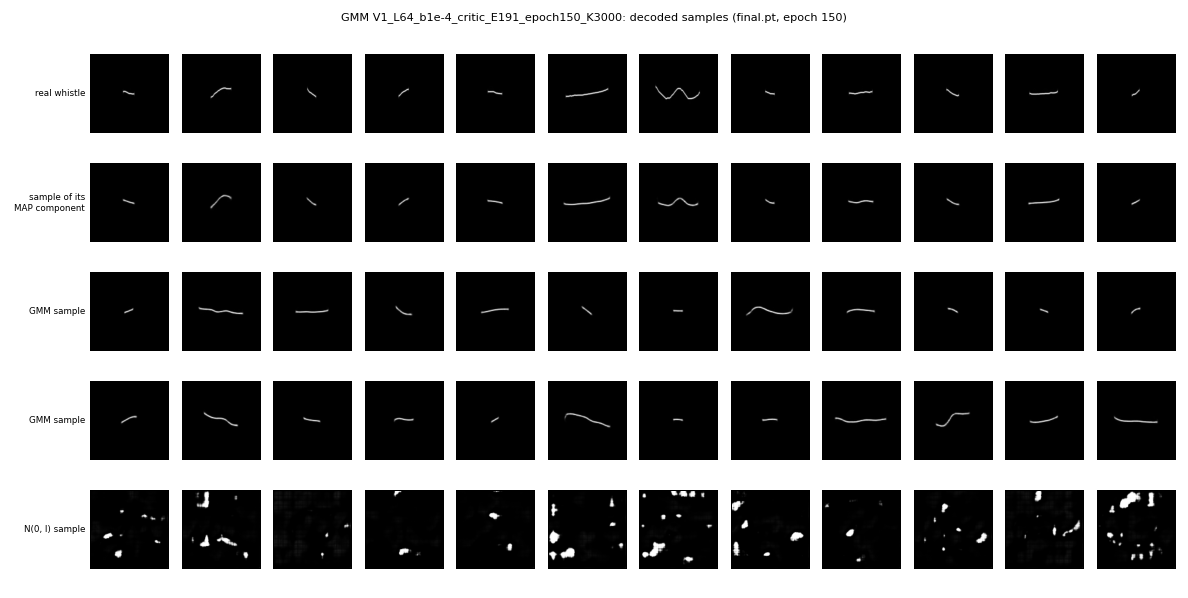 GMM V1_L64_b1e-4_critic_E191_epoch150_K3000: decoded samples (final.pt, epoch 150)
real whistle
sample of its
MAP component
GMM sample
GMM sample
N(0, I) sample